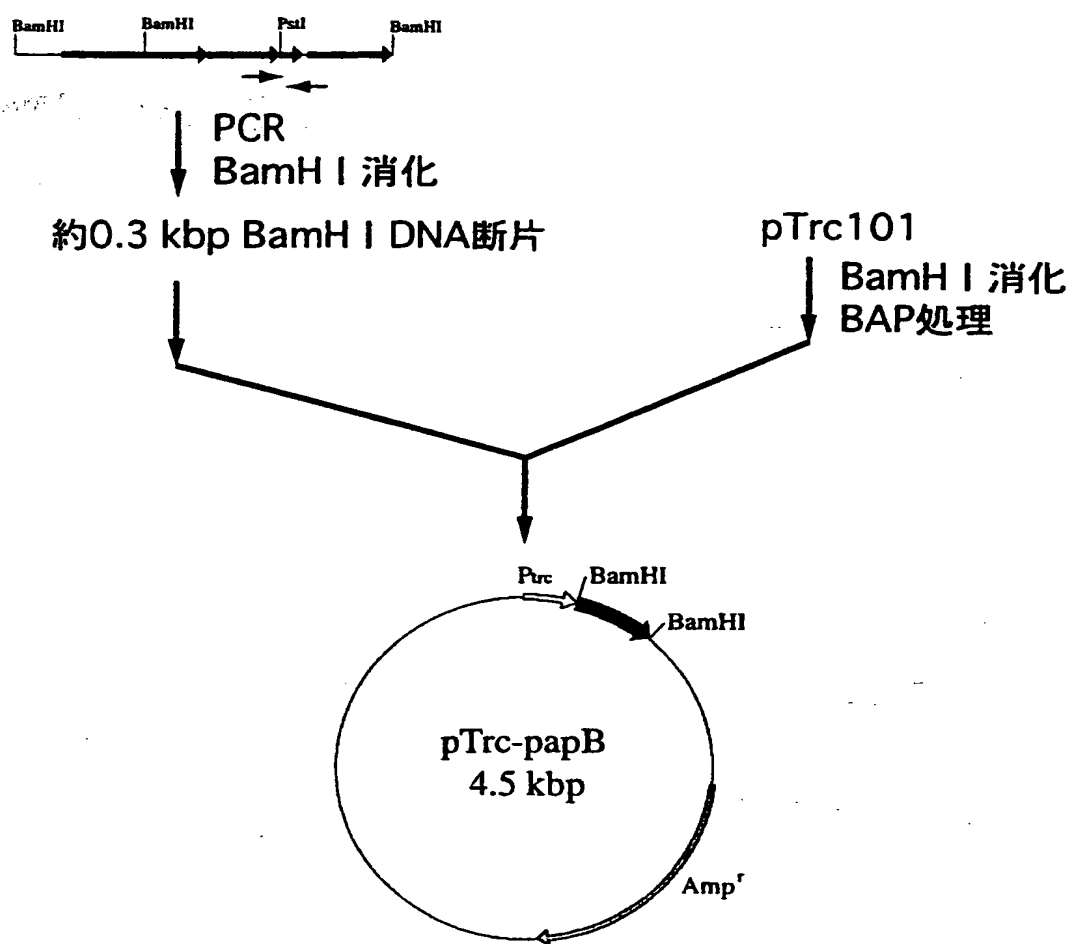 BamHI BamHI PstI BamHI
PCR
BamH I 消化
約0.3 kbp BamH I DNA断片
pTrc101
BamH I 消化
BAP処理
Ptrc BamHI
BamHI
pTrc-papB
4.5 kbp
Ampʳ